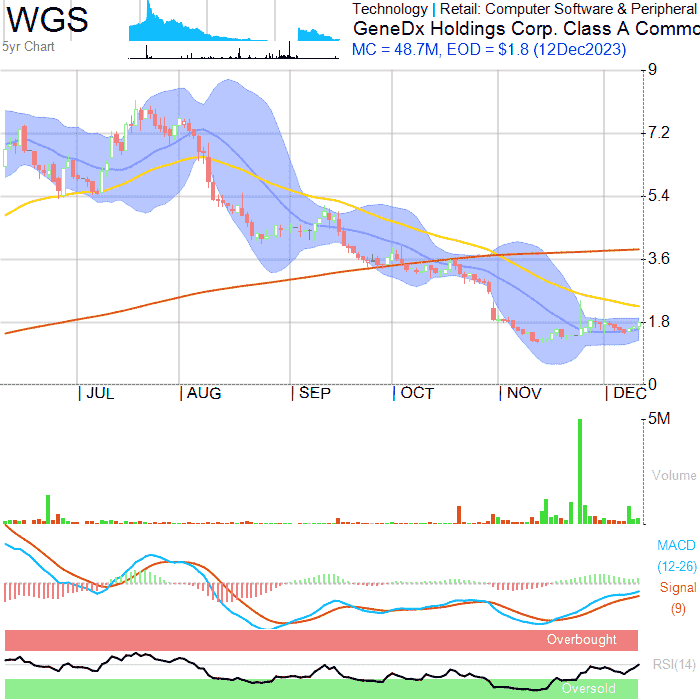 WGS
5yr Chart
Technology | Retail: Computer Software & Peripheral
GeneDx Holdings Corp. Class A Commo
MC = 48.7M, EOD = $1.8 (12Dec2023)
9
7.2
5.4
3.6
1.8
0
| JUL | AUG | SEP | OCT | NOV | DEC
5M
Volume
MACD
(12-26)
Signal
(9)
Overbought
RSI(14)
Oversold